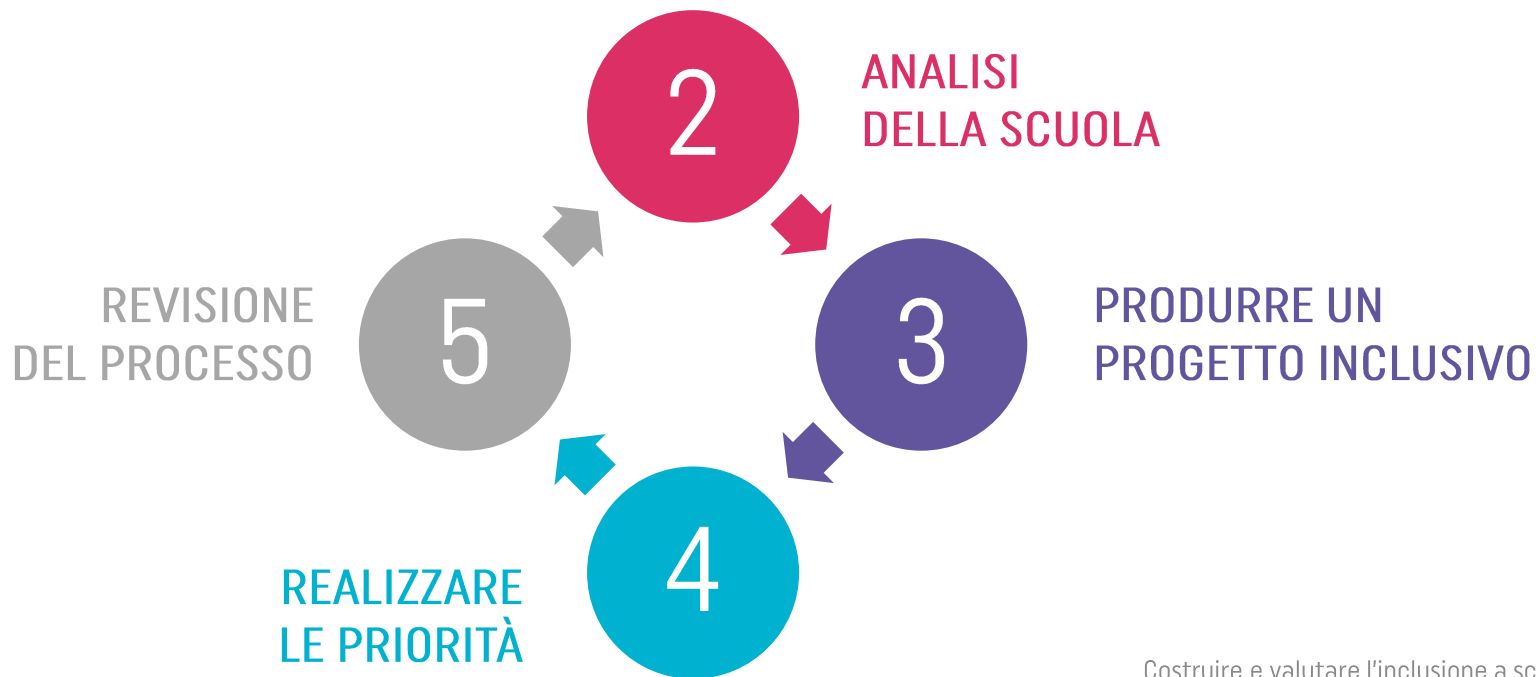 2
ANALISI
DELLA SCUOLA
3
PRODURRE UN
PROGETTO INCLUSIVO
4
REALIZZARE
LE PRIORITÀ
5
REVISIONE
DEL PROCESSO
Costruire e valutare l'inclusione a sc